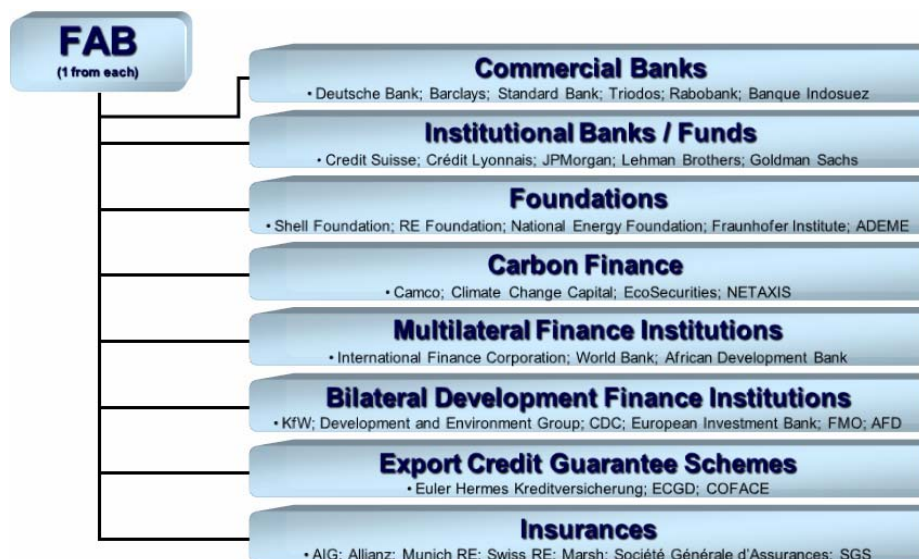 FAB
(1 from each)
Commercial Banks
• Deutsche Bank; Barclays; Standard Bank; Triodos; Rabobank; Banque Indosuez
Institutional Banks / Funds
• Credit Suisse; Crédit Lyonnais; JPMorgan; Lehman Brothers; Goldman Sachs
Foundations
• Shell Foundation; RE Foundation; National Energy Foundation; Fraunhofer Institute; ADEME
Carbon Finance
• Camco; Climate Change Capital; EcoSecurities; NETAXIS
Multilateral Finance Institutions
• International Finance Corporation; World Bank; African Development Bank
Bilateral Development Finance Institutions
• KfW; Development and Environment Group; CDC; European Investment Bank; FMO; AFD
Export Credit Guarantee Schemes
• Euler Hermes Kreditversicherung; ECGD; COFACE
Insurances
• AIG; Allianz; Munich RE; Swiss RE; Marsh; Société Générale d'Assurances; SGS